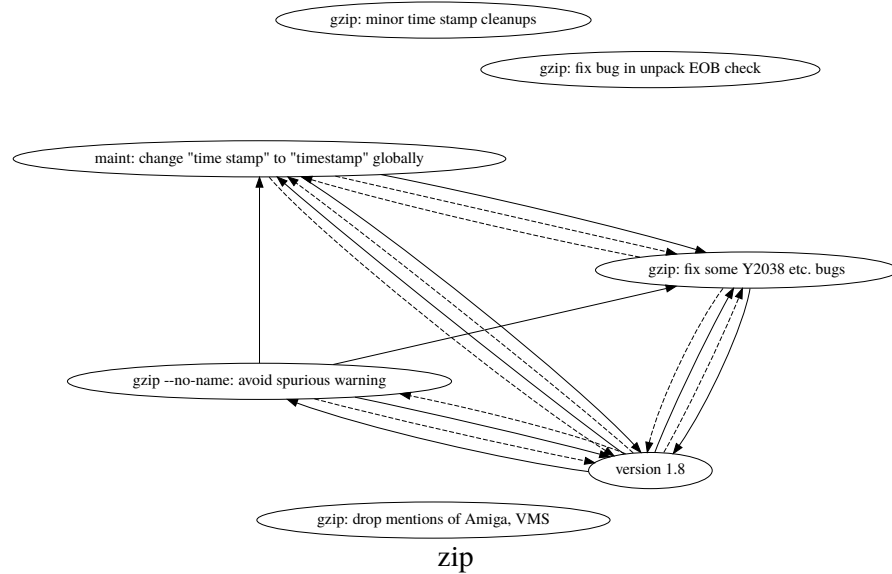 gzip: minor time stamp cleanups
gzip: fix bug in unpack EOB check
maint: change "time stamp" to "timestamp" globally
gzip: fix some Y2038 etc. bugs
gzip --no-name: avoid spurious warning
version 1.8
gzip: drop mentions of Amiga, VMS
zip